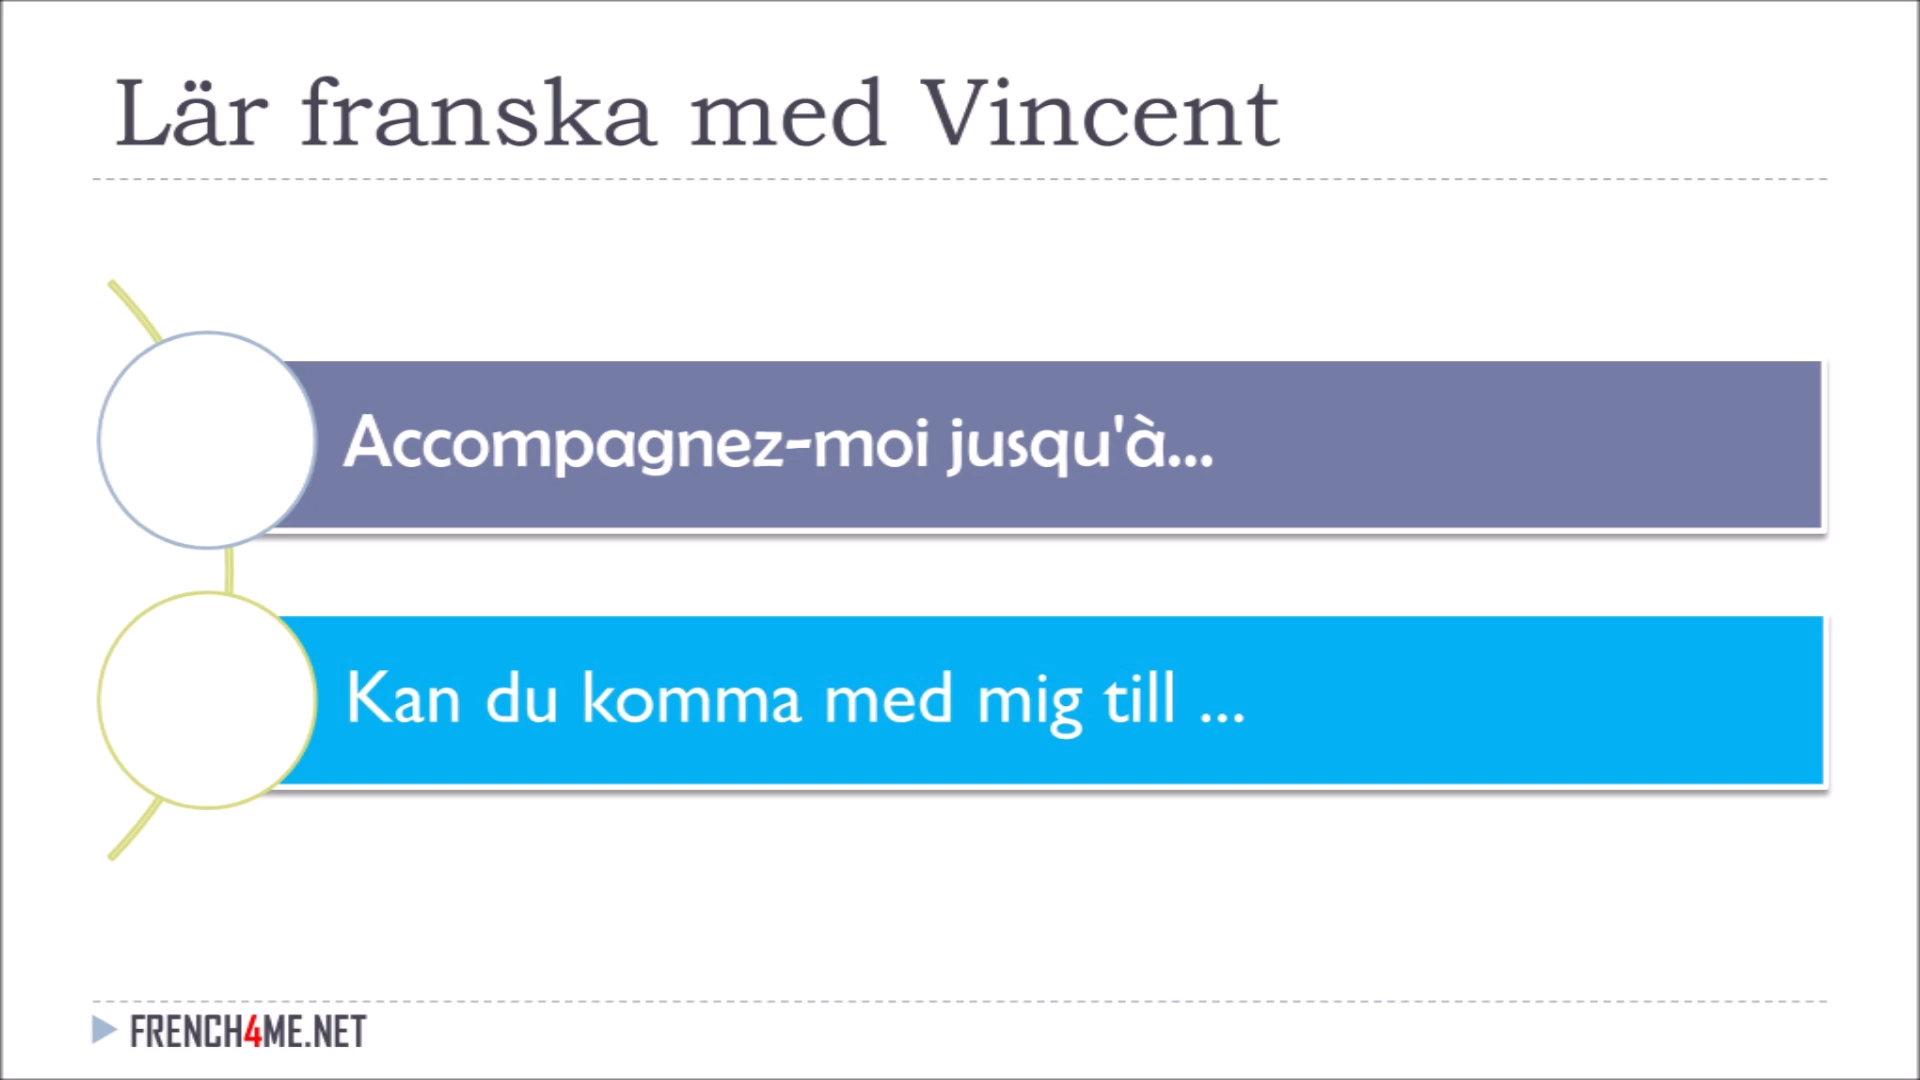 Lär franska med Vincent
Accompagnez-moi jusqu'à...
Kan du komma med mig till ...
FRENCH4ME.NET